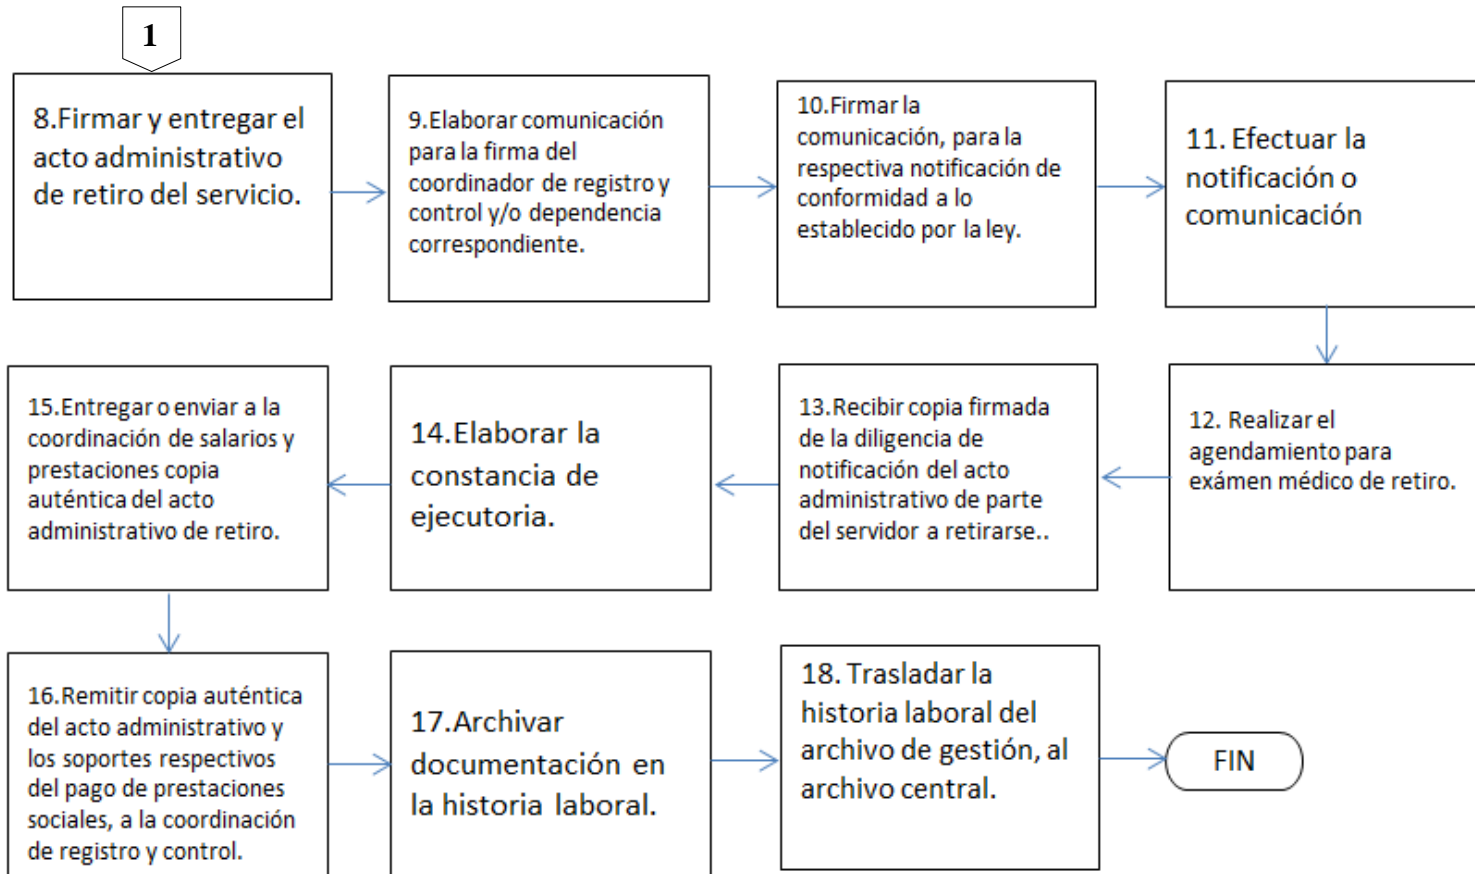 1
8.Firmar y entregar el
acto administrativo
de retiro del servicio.
9.Elaborar comunicación
para la firma del
coordinador de registro y
control y/o dependencia
correspondiente.
10.Firmar la
comunicación, para la
respectiva notificación de
conformidad a lo
establecido por la ley.
11. Efectuar la
notificación o
comunicación
12. Realizar el
agendamiento para
exámen médico de retiro.
13.Recibir copia firmada
de la diligencia de
notificación del acto
administrativo de parte
del servidor a retirarse..
14.Elaborar la
constancia de
ejecutoria.
15.Entregar o enviar a la
coordinación de salarios y
prestaciones copia
auténtica del acto
administrativo de retiro.
16.Remitir copia auténtica
del acto administrativo y
los soportes respectivos
del pago de prestaciones
sociales, a la coordinación
de registro y control.
17.Archivar
documentación en
la historia laboral.
18. Trasladar la
historia laboral del
archivo de gestión, al
archivo central.
FIN